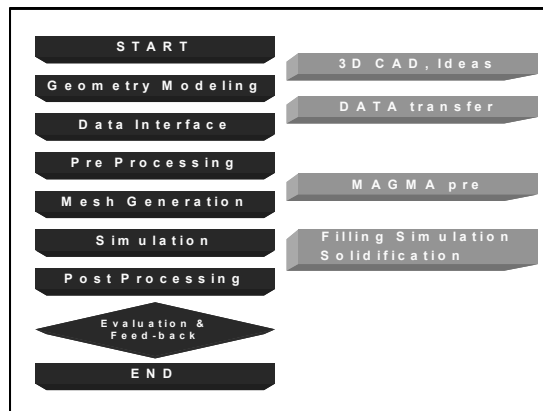 START
Geometry Modeling
Data Interface
Pre Processing
Mesh Generation
Simulation
Post Processing
Evaluation &
Feed-back
END
3D CAD, Ideas
DATA transfer
MAGMA pre
Filling Simulation
Solidification